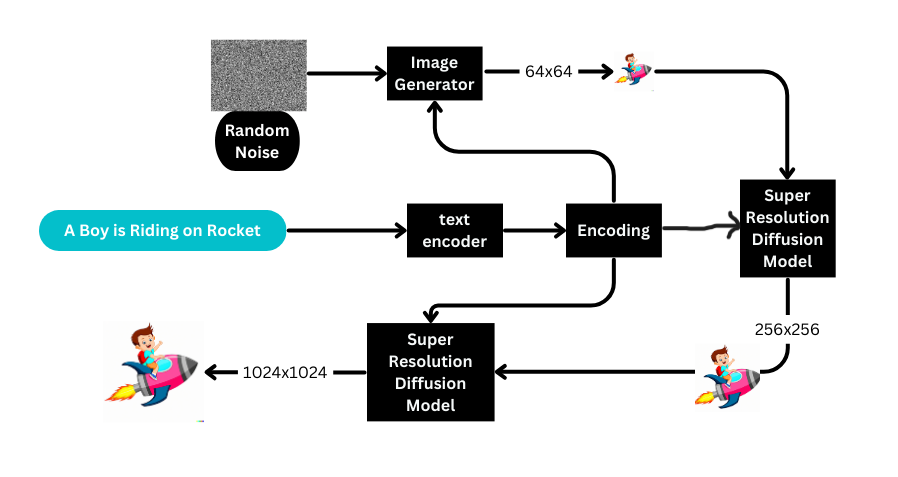 Image
Generator
64x64
Random
Noise
A Boy is Riding on Rocket
text
encoder
Encoding
Super
Resolution
Diffusion
Model
256x256
Super
Resolution
Diffusion
Model
1024x1024